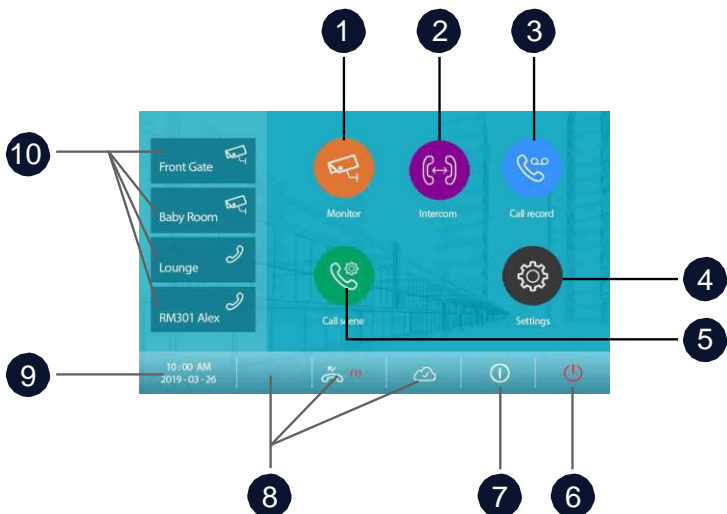 1
2
3
10
Front Gate
Baby Room
Lounge
RM301 Alex
Monitor
Intercom
Call record
4
Call scene
Settings
5
9
10:00 AM
2019-03-26
(1)
8
7
6